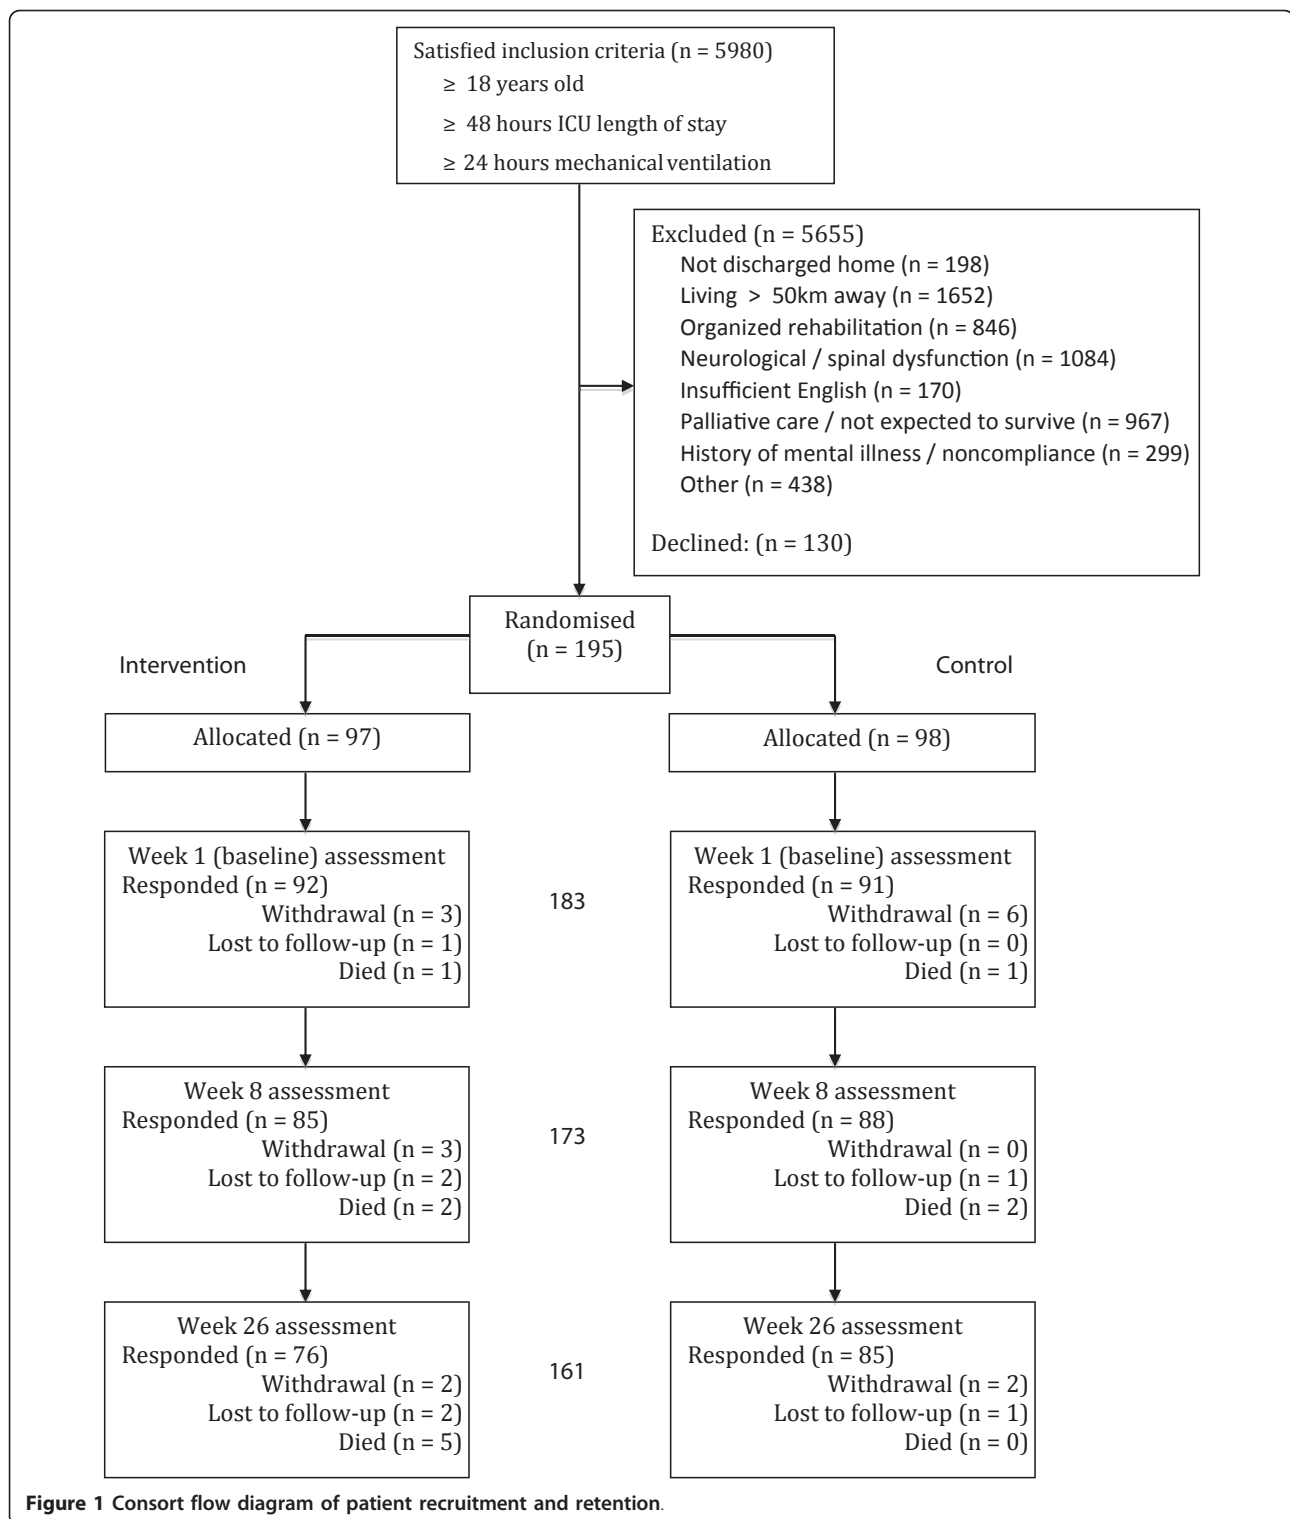 Satisfied inclusion criteria (n = 5980)
≥ 18 years old
≥ 48 hours ICU length of stay
≥ 24 hours mechanical ventilation
Excluded (n = 5655)
Not discharged home (n = 198)
Living > 50km away (n = 1652)
Organized rehabilitation (n = 846)
Neurological / spinal dysfunction (n = 1084)
Insufficient English (n = 170)
Palliative care / not expected to survive (n = 967)
History of mental illness / noncompliance (n = 299)
Other (n = 438)
Declined: (n = 130)
Randomised
(n = 195)
Intervention
Control
Allocated (n = 97)
Allocated (n = 98)
Week 1 (baseline) assessment
Responded (n = 92)
Withdrawal (n = 3)
Lost to follow-up (n = 1)
Died (n = 1)
183
Week 1 (baseline) assessment
Responded (n = 91)
Withdrawal (n = 6)
Lost to follow-up (n = 0)
Died (n = 1)
Week 8 assessment
Responded (n = 85)
Withdrawal (n = 3)
Lost to follow-up (n = 2)
Died (n = 2)
173
Week 8 assessment
Responded (n = 88)
Withdrawal (n = 0)
Lost to follow-up (n = 1)
Died (n = 2)
Week 26 assessment
Responded (n = 76)
Withdrawal (n = 2)
Lost to follow-up (n = 2)
Died (n = 5)
161
Week 26 assessment
Responded (n = 85)
Withdrawal (n = 2)
Lost to follow-up (n = 1)
Died (n = 0)
Figure 1 Consort flow diagram of patient recruitment and retention.